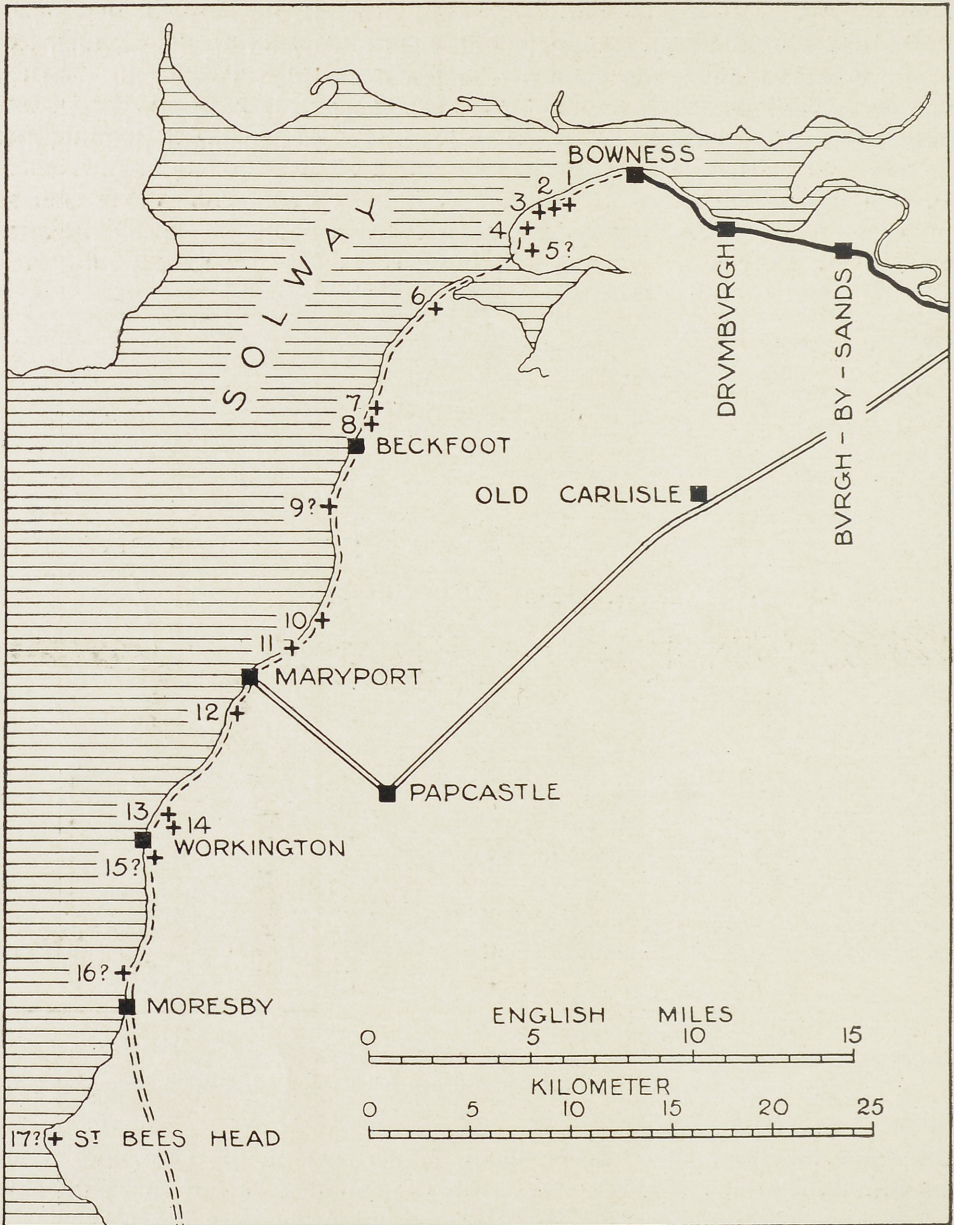 BOWNESS
1
2
3
4
5?
6
SOLWAY
DRVMBVRGH
BVRGH-BY-SANDS
7
8
BECKFOOT
9?
OLD CARLISLE
10
11
MARYPORT
12
PAPCASTLE
13
14
WORKINGTON
15?
16?
MORESBY
ENGLISH MILES
0 5 10 15
KILOMETER
0 5 10 15 20 25
17? ST BEES HEAD